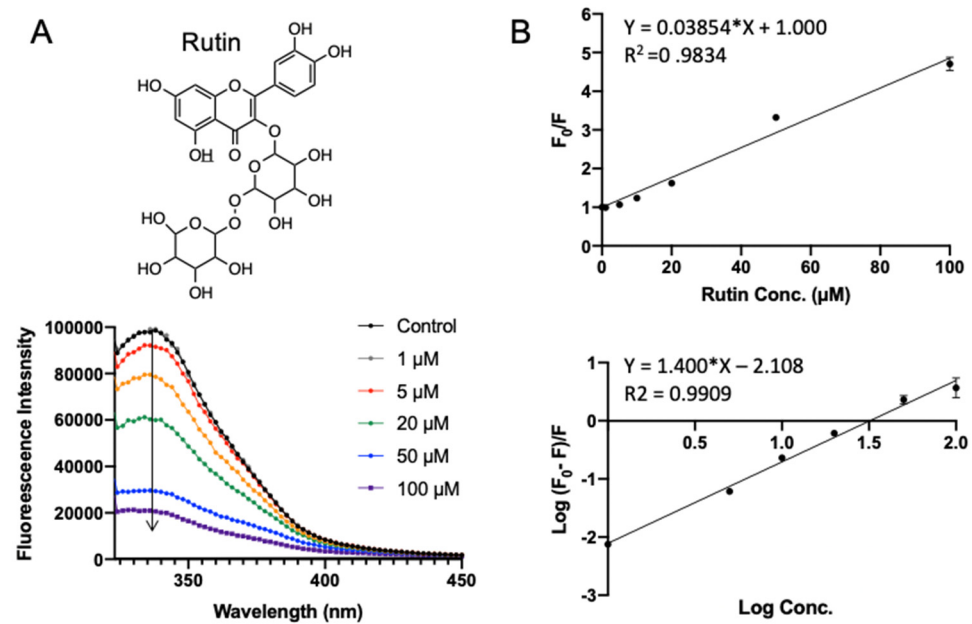 A
Rutin
OH
OH
HO
O
OH
O
O
O
OH
OH
OH
O
O
HO
O
HO
OH
OH
Fluoresceence Intesnsity
100000
80000
60000
40000
20000
0
350
400
450
Wavelength (nm)
Control
1 µM
5 µM
20 µM
50 µM
100 µM
B
Y = 0.03854*X + 1.000
R² =0 .9834
F₀/F
6
5
4
3
2
1
0
0
20
40
60
80
100
Rutin Conc. (µM)
Y = 1.400*X – 2.108
R2 = 0.9909
Log (F₀- F)/F
1
0
-1
-2
-3
0.5
1.0
1.5
2.0
Log Conc.